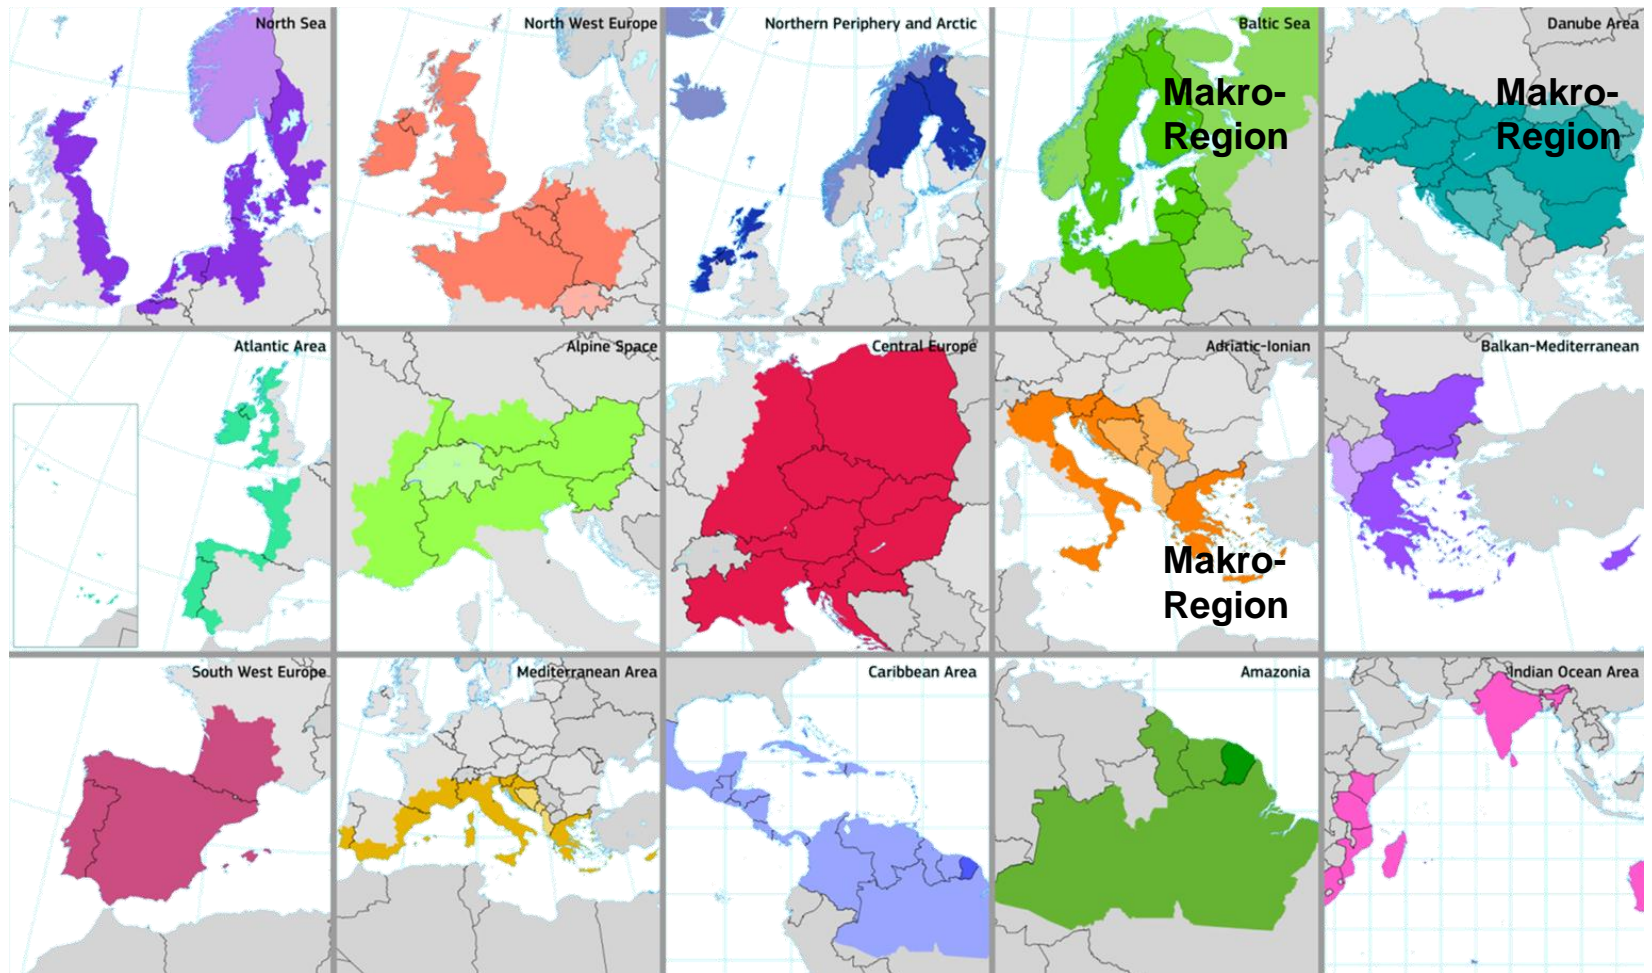 North Sea
North West Europe
Northern Periphery and Arctic
Baltic Sea
Makro-
Region
Danube Area
Makro-
Region
Atlantic Area
Alpine Space
Central Europe
Adriatic-Ionian
Makro-
Region
Balkan-Mediterranean
South West Europe
Mediterranean Area
Caribbean Area
Amazonia
Indian Ocean Area